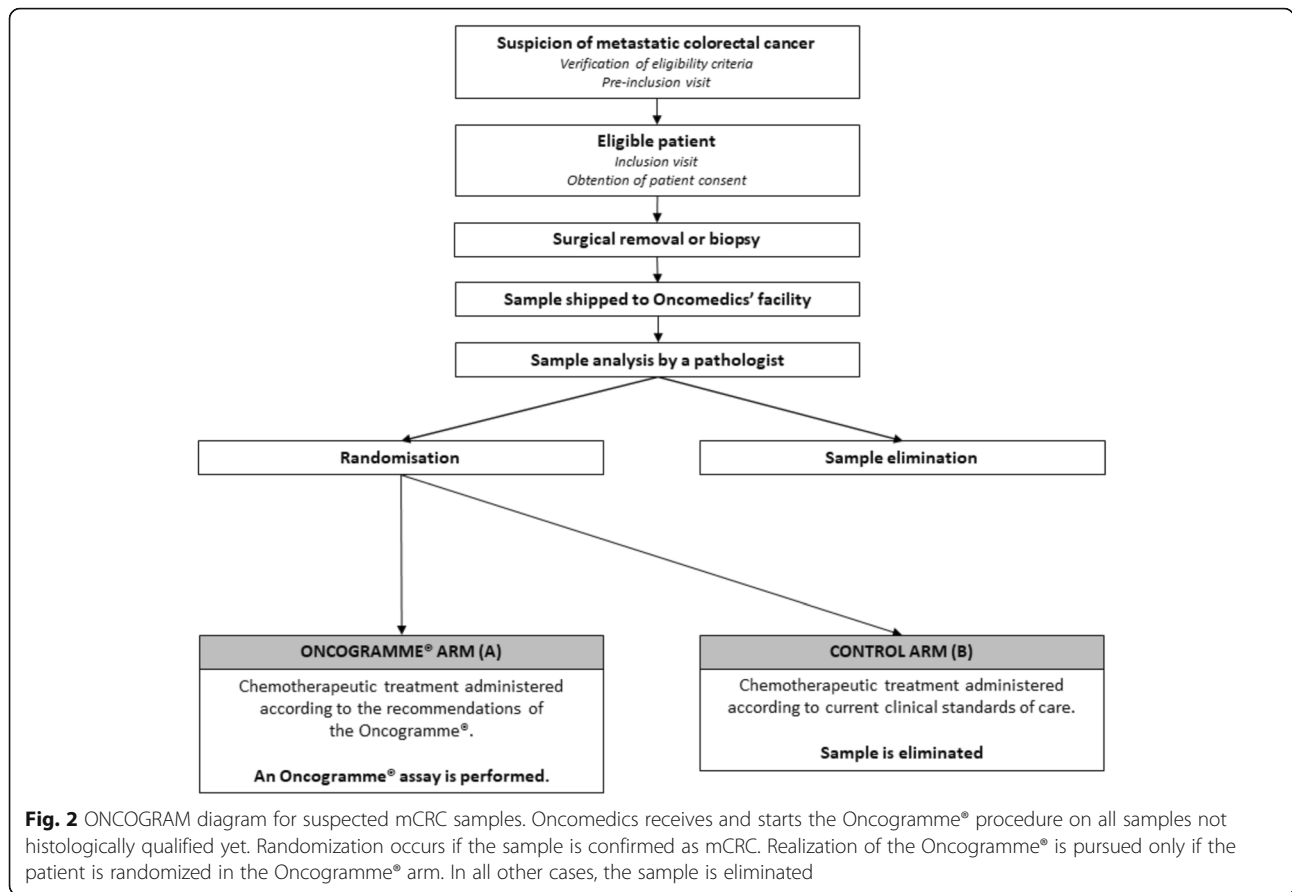 Suspicion of metastatic colorectal cancer
Verification of eligibility criteria
Pre-inclusion visit
Eligible patient
Inclusion visit
Obtention of patient consent
Surgical removal or biopsy
Sample shipped to Oncomedics' facility
Sample analysis by a pathologist
Randomisation
Sample elimination
ONCOGRAMME® ARM (A)
Chemotherapeutic treatment administered
according to the recommendations of
the Oncogramme®.
An Oncogramme® assay is performed.
CONTROL ARM (B)
Chemotherapeutic treatment administered
according to current clinical standards of care.
Sample is eliminated
Fig. 2 ONCOGRAM diagram for suspected mCRC samples. Oncomedics receives and starts the Oncogramme® procedure on all samples not
histologically qualified yet. Randomization occurs if the sample is confirmed as mCRC. Realization of the Oncogramme® is pursued only if the
patient is randomized in the Oncogramme® arm. In all other cases, the sample is eliminated